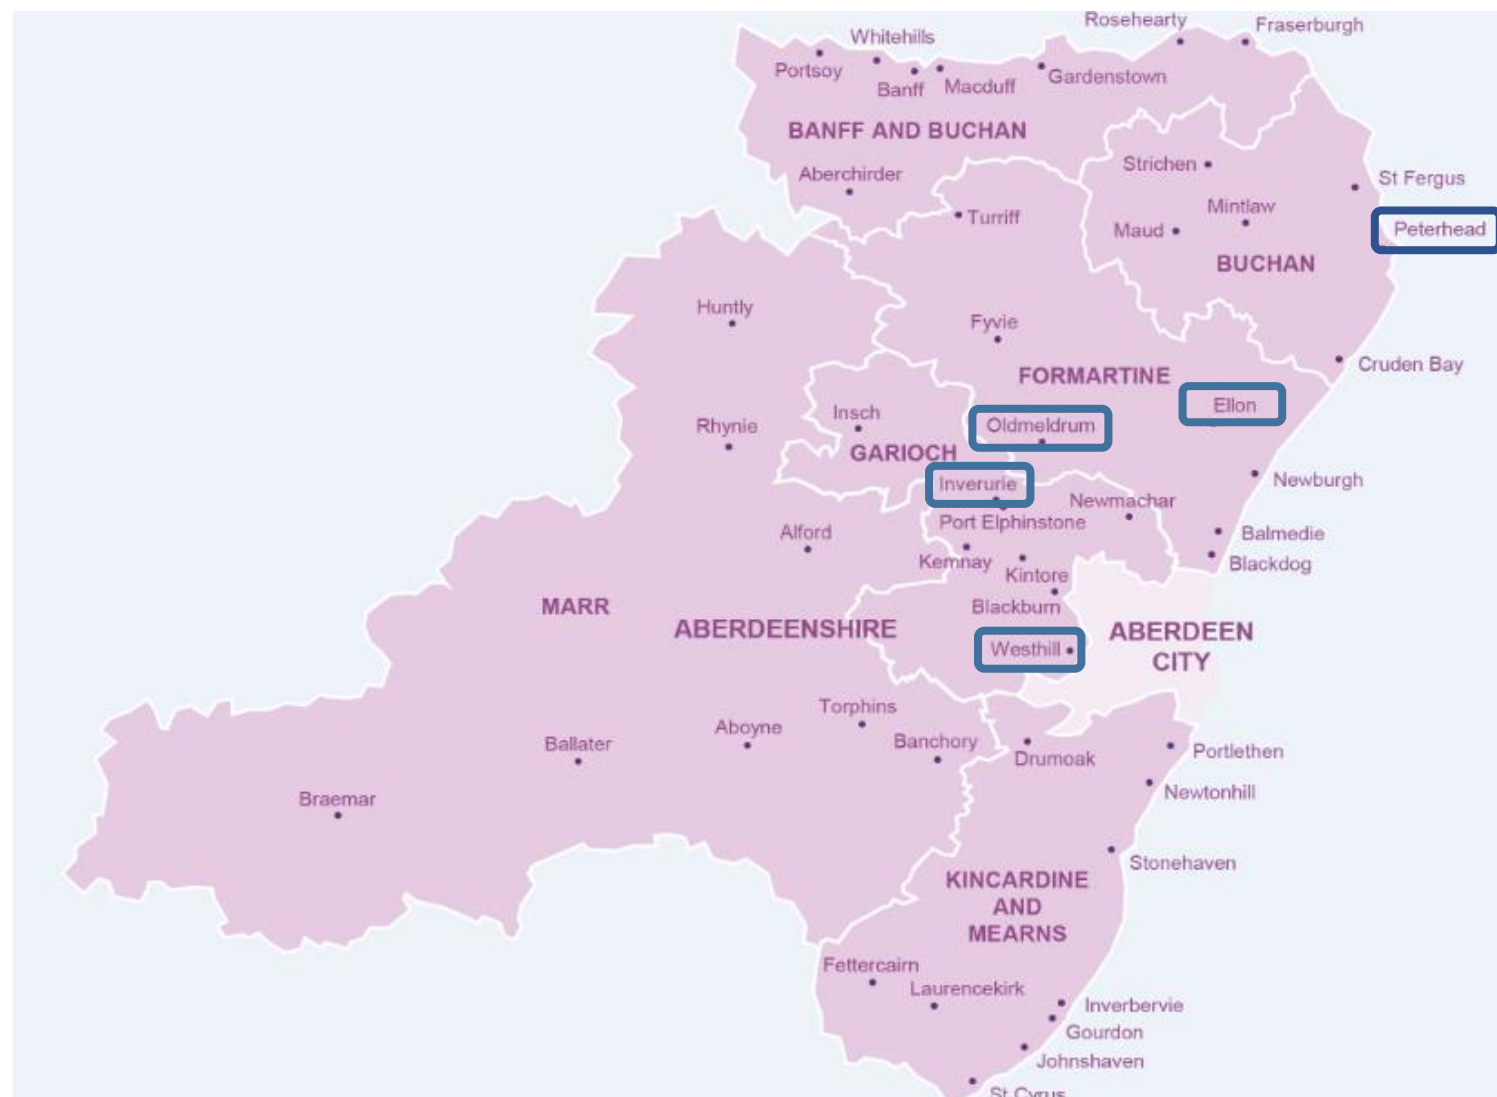 Rosehearty
Fraserburgh
Whitehills
Portsoy
Banff
Macduff
Gardenstown
BANFF AND BUCHAN
Strichen
Aberchirder
St Fergus
Mintlaw
Turriff
Maud
Peterhead
BUCHAN
Huntly
Fyvie
Cruden Bay
FORMARTINE
Ellon
Insch
Oldmeldrum
Rhynie
GARIOCH
Inverurie
Newburgh
Newmachar
Port Elphinstone
Alford
Balmedie
Kemnay
Blackdog
Kintore
MARR
Blackburn
ABERDEENSHIRE
ABERDEEN
CITY
Westhill
Torphins
Aboyne
Banchory
Ballater
Drumoak
Portlethen
Newtonhill
Braemar
Stonehaven
KINCARDINE
AND
MEARNS
Fettercairn
Laurencekirk
Inverbervie
Gourdon
Johnshaven
St Cyrus